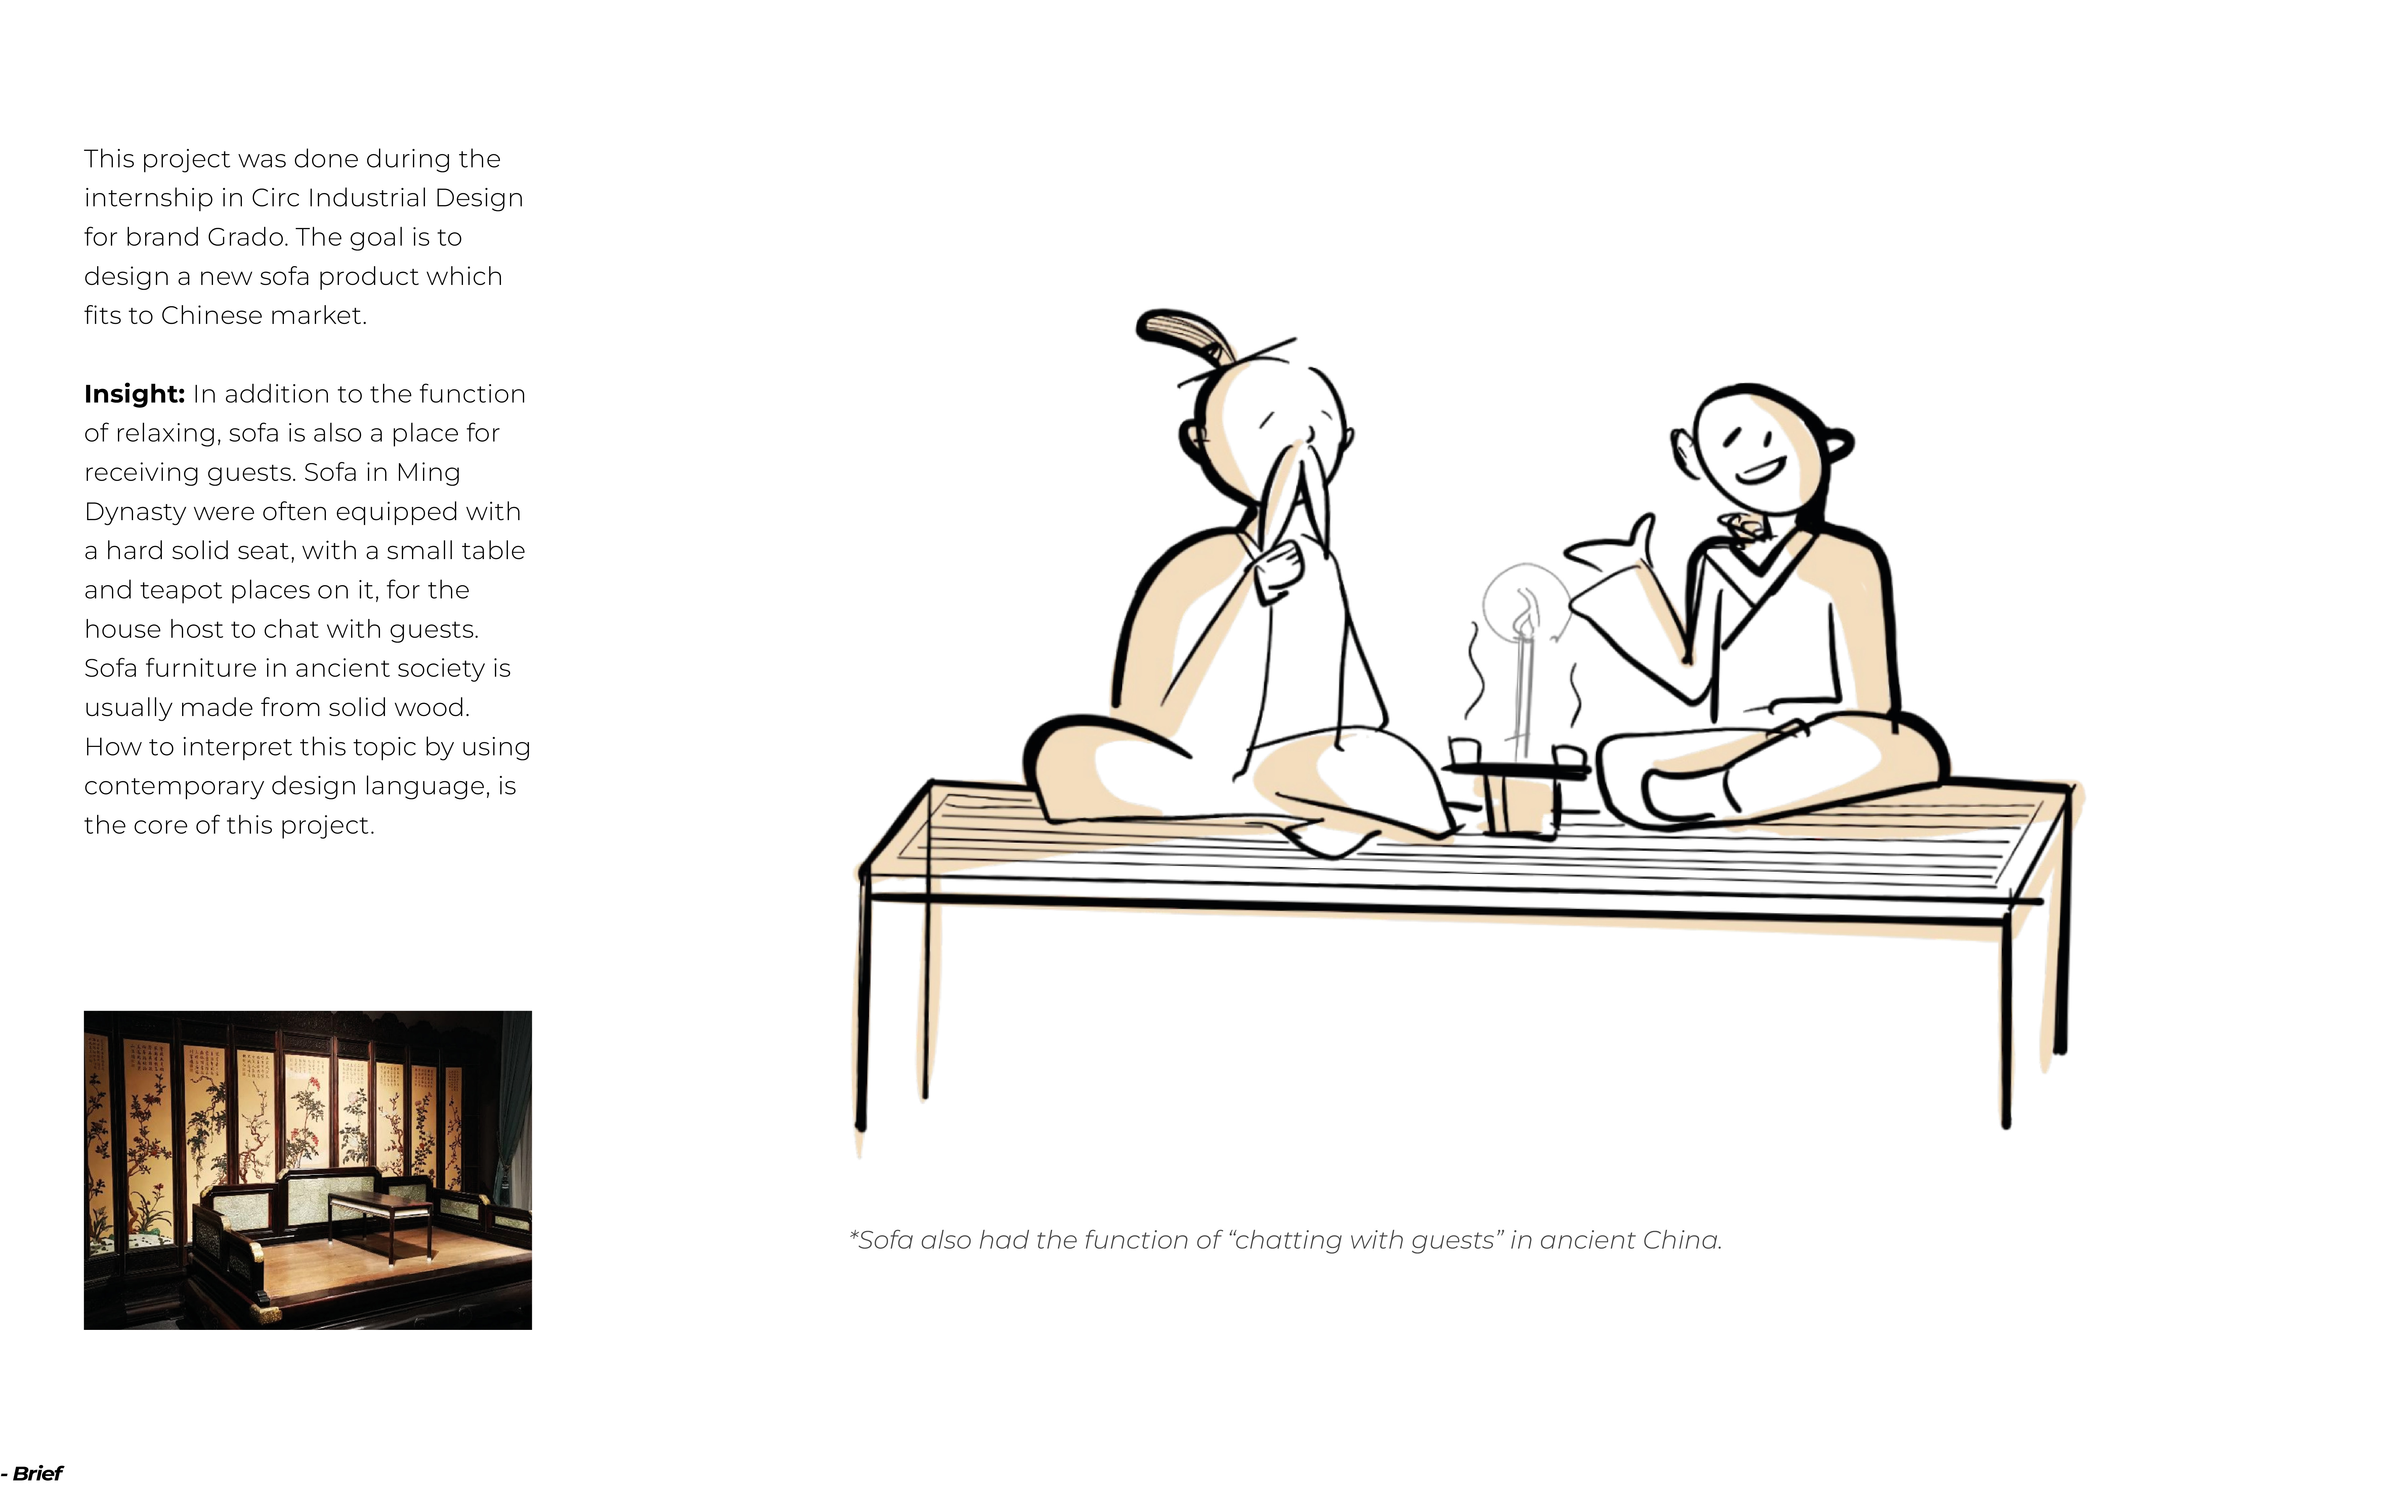 This project was done during the
internship in Circ Industrial Design
for brand Grado. The goal is to
design a new sofa product which
fits to Chinese market.
Insight: In addition to the function
of relaxing, sofa is also a place for
receiving guests. Sofa in Ming
Dynasty were often equipped with
a hard solid seat, with a small table
and teapot places on it, for the
house host to chat with guests.
Sofa furniture in ancient society is
usually made from solid wood.
How to interpret this topic by using
contemporary design language, is
the core of this project.
*Sofa also had the function of “chatting with guests” in ancient China.
- Brief